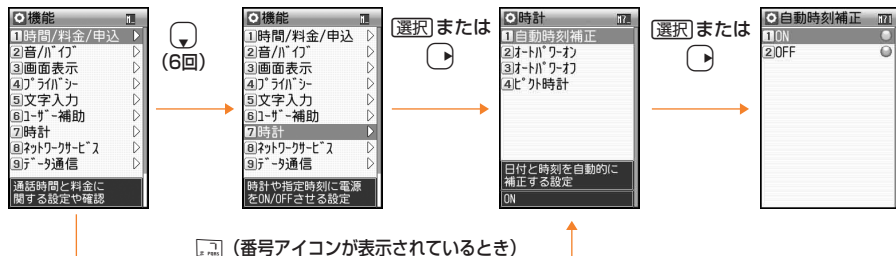 機能
1時間/料金/申込
2音/バイブ
3画面表示
4プライバシー
5文字入力
6ユーザー補助
7時計
8ネットワークサービス
9データ通信
通話時間と料金に
関する設定や確認
(6回)
機能
1時間/料金/申込
2音/バイブ
3画面表示
4プライバシー
5文字入力
6ユーザー補助
7時計
8ネットワークサービス
9データ通信
時計や指定時刻に電源
をON/OFFさせる設定
選択または
時計
1自動時刻補正
2オートパワーオン
3オートパワーオフ
4ピクト時計
日付と時刻を自動的に
補正する設定
ON
選択または
自動時刻補正
1ON
2OFF
(番号アイコンが表示されているとき)